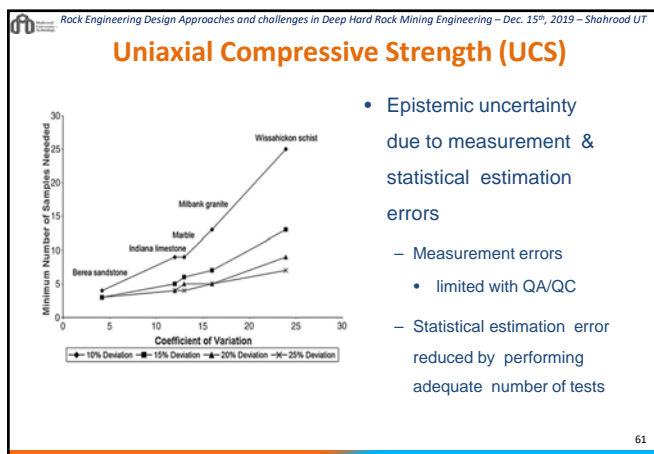 Rock Engineering Design Approaches and challenges in Deep Hard Rock Mining Engineering – Dec. 15th, 2019 – Shahrood UT
Uniaxial Compressive Strength (UCS)
Minimum Number of Samples Neeeded
30
25
20
15
10
5
0
Wissahickon schist
Milbank granite
Marble
Indiana limestone
Berea sandstone
0 5 10 15 20 25 30
Coefficient of Variation
10% Deviation 15% Deviation 20% Deviation 25% Deviation
• Epistemic uncertainty
due to measurement &
statistical estimation
errors
– Measurement errors
• limited with QA/QC
– Statistical estimation error
reduced by performing
adequate number of tests
61